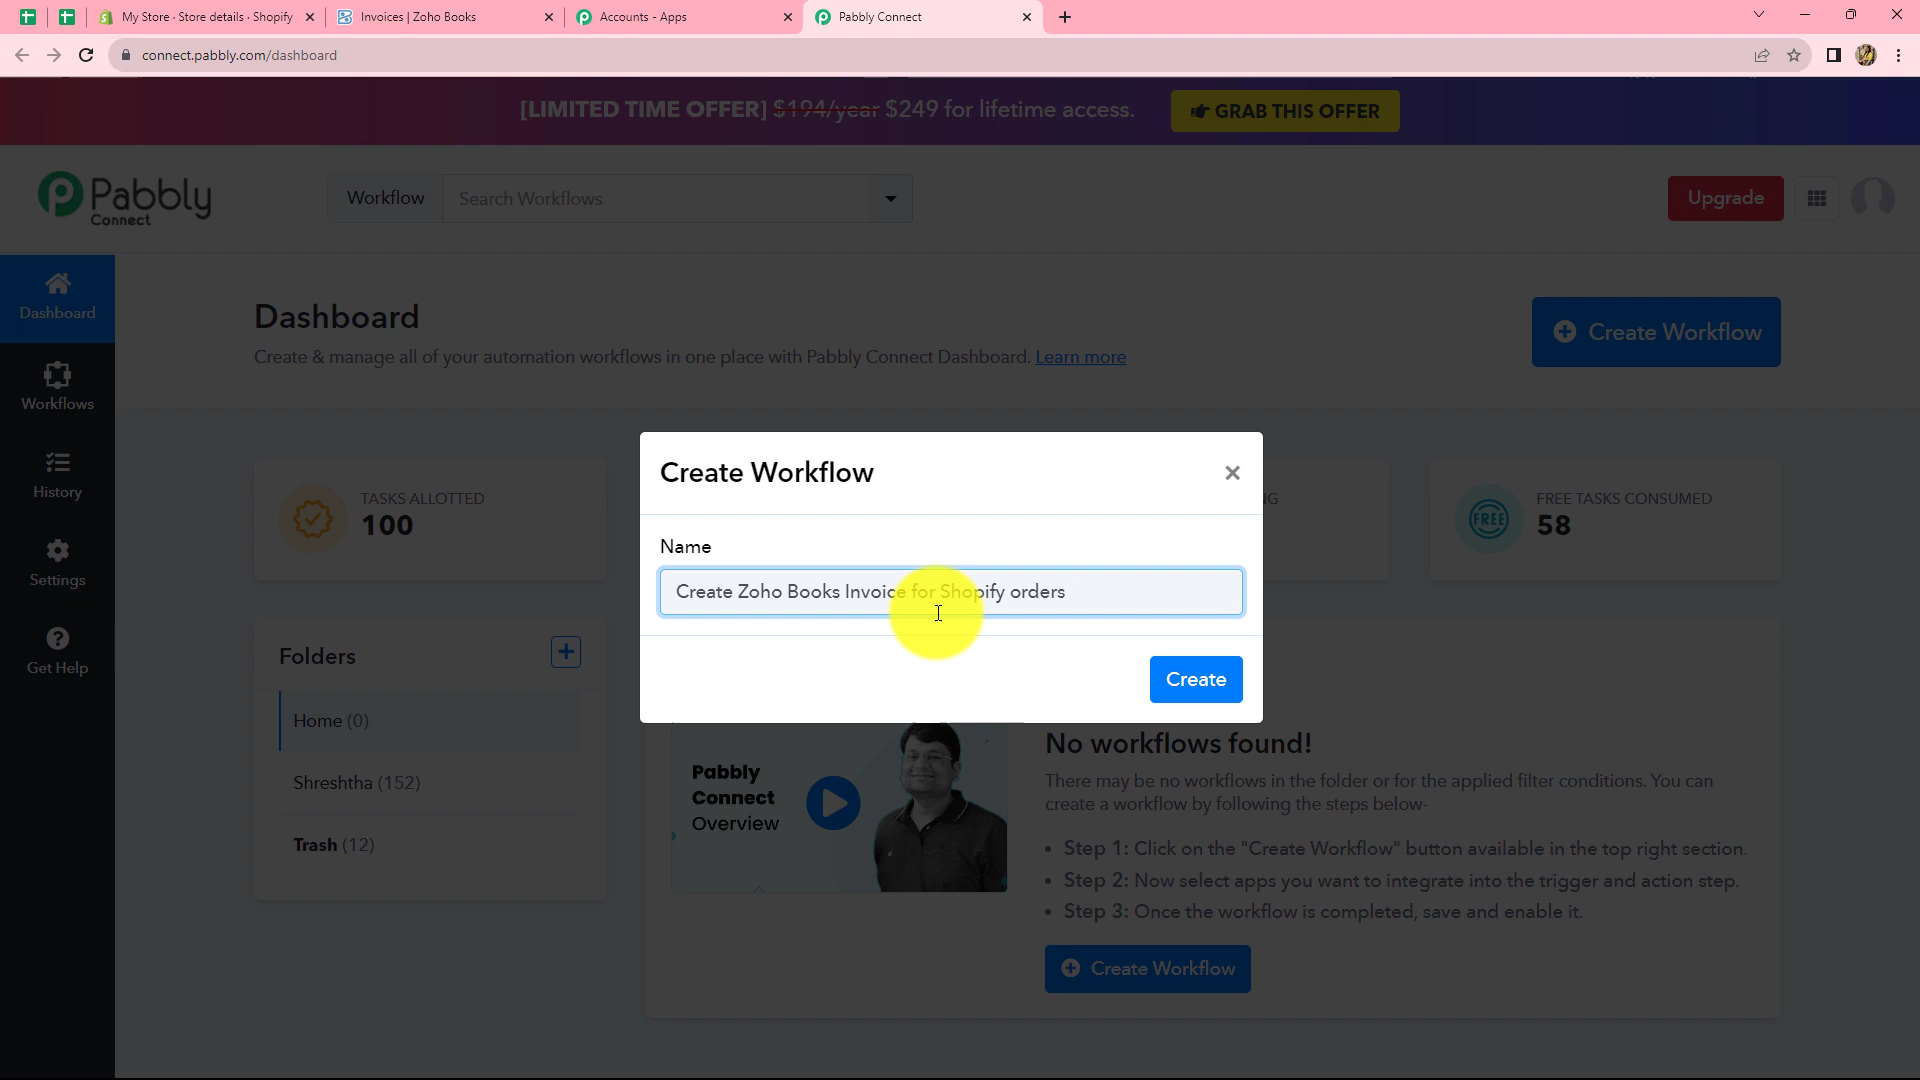 My Store · Store details · Shopify
Invoices | Zoho Books
Accounts - Apps
Pabbly Connect
connect.pabbly.com/dashboard
[LIMITED TIME OFFER] $194/year $249 for lifetime access.
GRAB THIS OFFER
Pabbly
Connect
Workflow
Search Workflows
Upgrade
Dashboard
Workflows
History
Settings
Get Help
Dashboard
Create & manage all of your automation workflows in one place with Pabbly Connect Dashboard. Learn more
Create Workflow
TASKS ALLOTTED
100
NG
FREE
FREE TASKS CONSUMED
58
Create Workflow
×
Name
Create Zoho Books Invoice for Shopify orders
Create
Folders
Home (0)
Shreshtha (152)
Trash (12)
Pabbly
Connect
Overview
No workflows found!
There may be no workflows in the folder or for the applied filter conditions. You can
create a workflow by following the steps below-
• Step 1: Click on the "Create Workflow" button available in the top right section.
• Step 2: Now select apps you want to integrate into the trigger and action step.
• Step 3: Once the workflow is completed, save and enable it.
Create Workflow